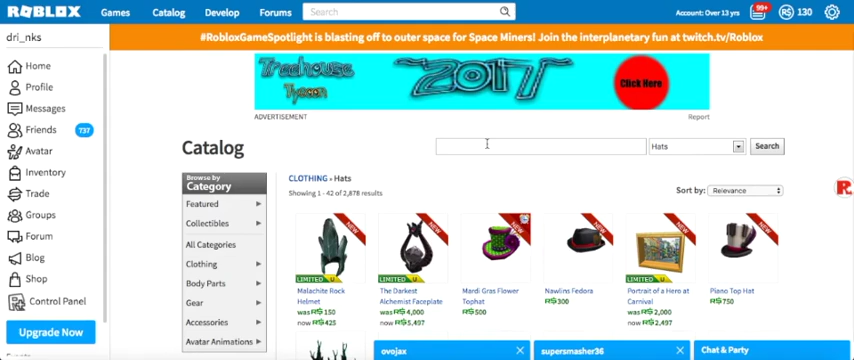 ROBLOX Games Catalog Develop Forums Search Account: Over 13 yrs 99+ R$ 130
dri_nks
#RobloxGameSpotlight is blasting off to outer space for Space Miners! Join the interplanetary fun at twitch.tv/Roblox
Home
Profile
Messages
Friends 737
Avatar
Inventory
Trade
Groups
Forum
Blog
Shop
Control Panel
Upgrade Now
Events
Treehouse
Tycoon
2017
Click Here
ADVERTISEMENT Report
Catalog
Hats Search
Browse by
Category
Featured
Collectibles
All Categories
Clothing
Body Parts
Gear
Accessories
Avatar Animations
CLOTHING » Hats
Showing 1 - 42 of 2,878 results
Sort by: Relevance
NEW NEW NEW NEW NEW NEW
LIMITED U LIMITED U LIMITED U
Malachite Rock
Helmet
was R$ 150
now R$ 425
The Darkest
Alchemist Faceplate
was R$ 4,000
now R$ 5,497
Mardi Gras Flower
Tophat
R$ 500
Nawlins Fedora
R$ 300
Portrait of a Hero at
Carnival
was R$ 2,000
now R$ 2,497
Piano Top Hat
R$ 750
R
ovojax
supersmasher36
Chat & Party